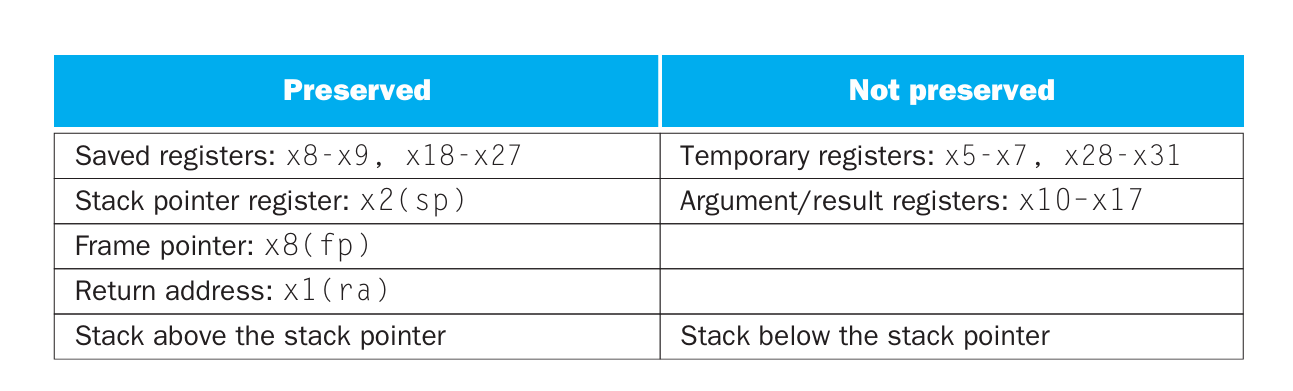 Preserved Not preserved
Saved registers: x8-x9, x18-x27 Temporary registers: x5-x7, x28-x31
Stack pointer register: x2(sp) Argument/result registers: x10–x17
Frame pointer: x8(fp)
Return address: x1(ra)
Stack above the stack pointer Stack below the stack pointer